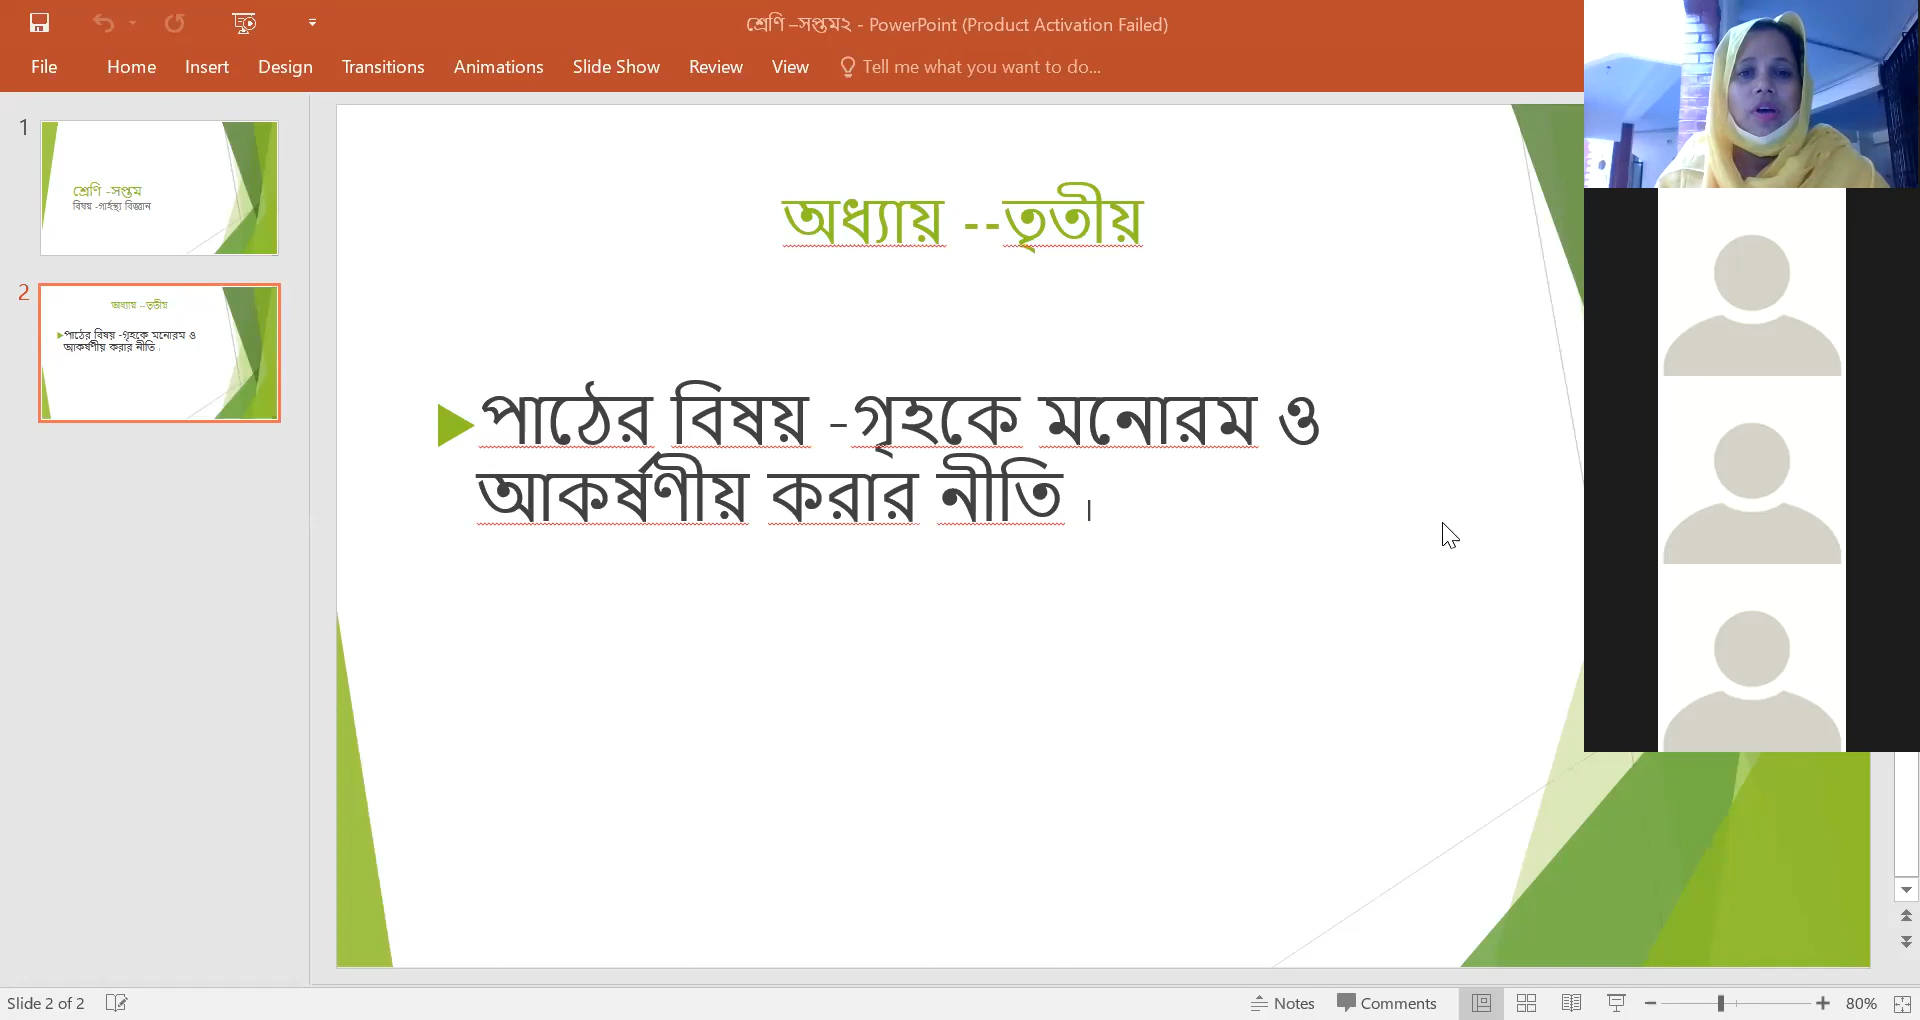 শ্রেণি –সপ্তম২ - PowerPoint (Product Activation Failed)
File Home Insert Design Transitions Animations Slide Show Review View Tell me what you want to do...
1
শ্রেণি -সপ্তম
বিষয় -গার্হস্থ্য বিজ্ঞান
2
অধ্যায় --তৃতীয়
পাঠের বিষয় -গৃহকে মনোরম ও
আকর্ষণীয় করার নীতি ।
অধ্যায় --তৃতীয়
পাঠের বিষয় -গৃহকে মনোরম ও
আকর্ষণীয় করার নীতি ।
Slide 2 of 2 Notes Comments 80%